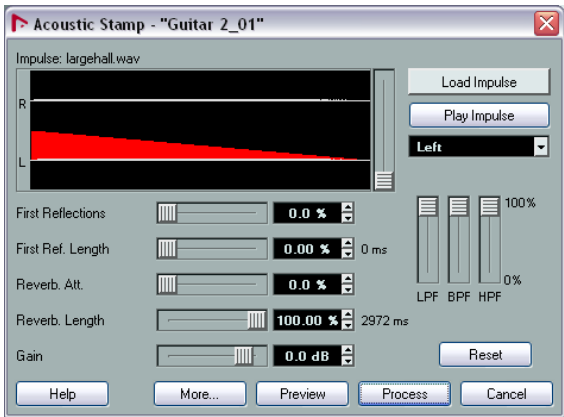 Acoustic Stamp - "Guitar 2_01"
Impulse: largehall.wav
R
L
Load Impulse
Play Impulse
Left
First Reflections 0.0 %
First Ref. Length 0.00 % 0 ms
Reverb. Att. 0.0 %
Reverb. Length 100.00 % 2972 ms
Gain 0.0 dB
100%
0%
LPF BPF HPF
Reset
Help More... Preview Process Cancel